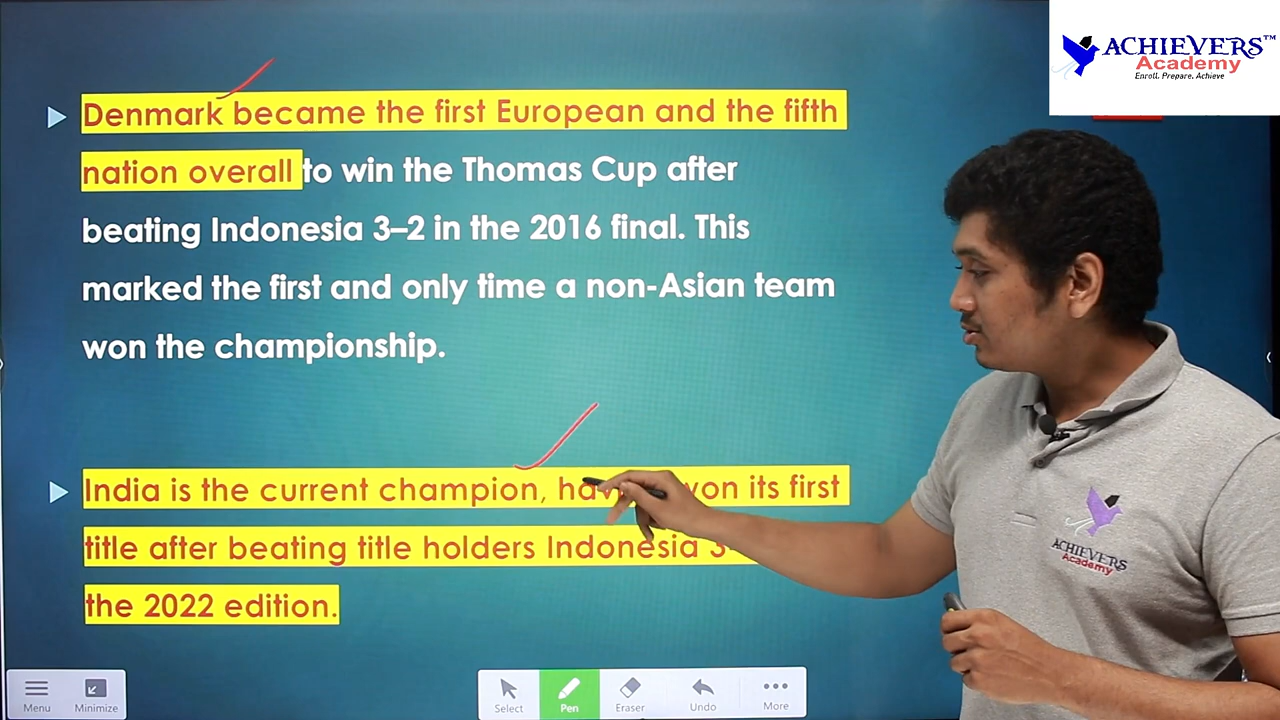 ACHIEVERS™
Academy
Enroll. Prepare. Achieve
Denmark became the first European and the fifth
nation overall to win the Thomas Cup after
beating Indonesia 3–2 in the 2016 final. This
marked the first and only time a non-Asian team
won the championship.
India is the current champion, won its first
title after beating title holders Indonesia
the 2022 edition.
ACHIEVERS
Academy
Menu
Minimize
Select
Pen
Eraser
Undo
More